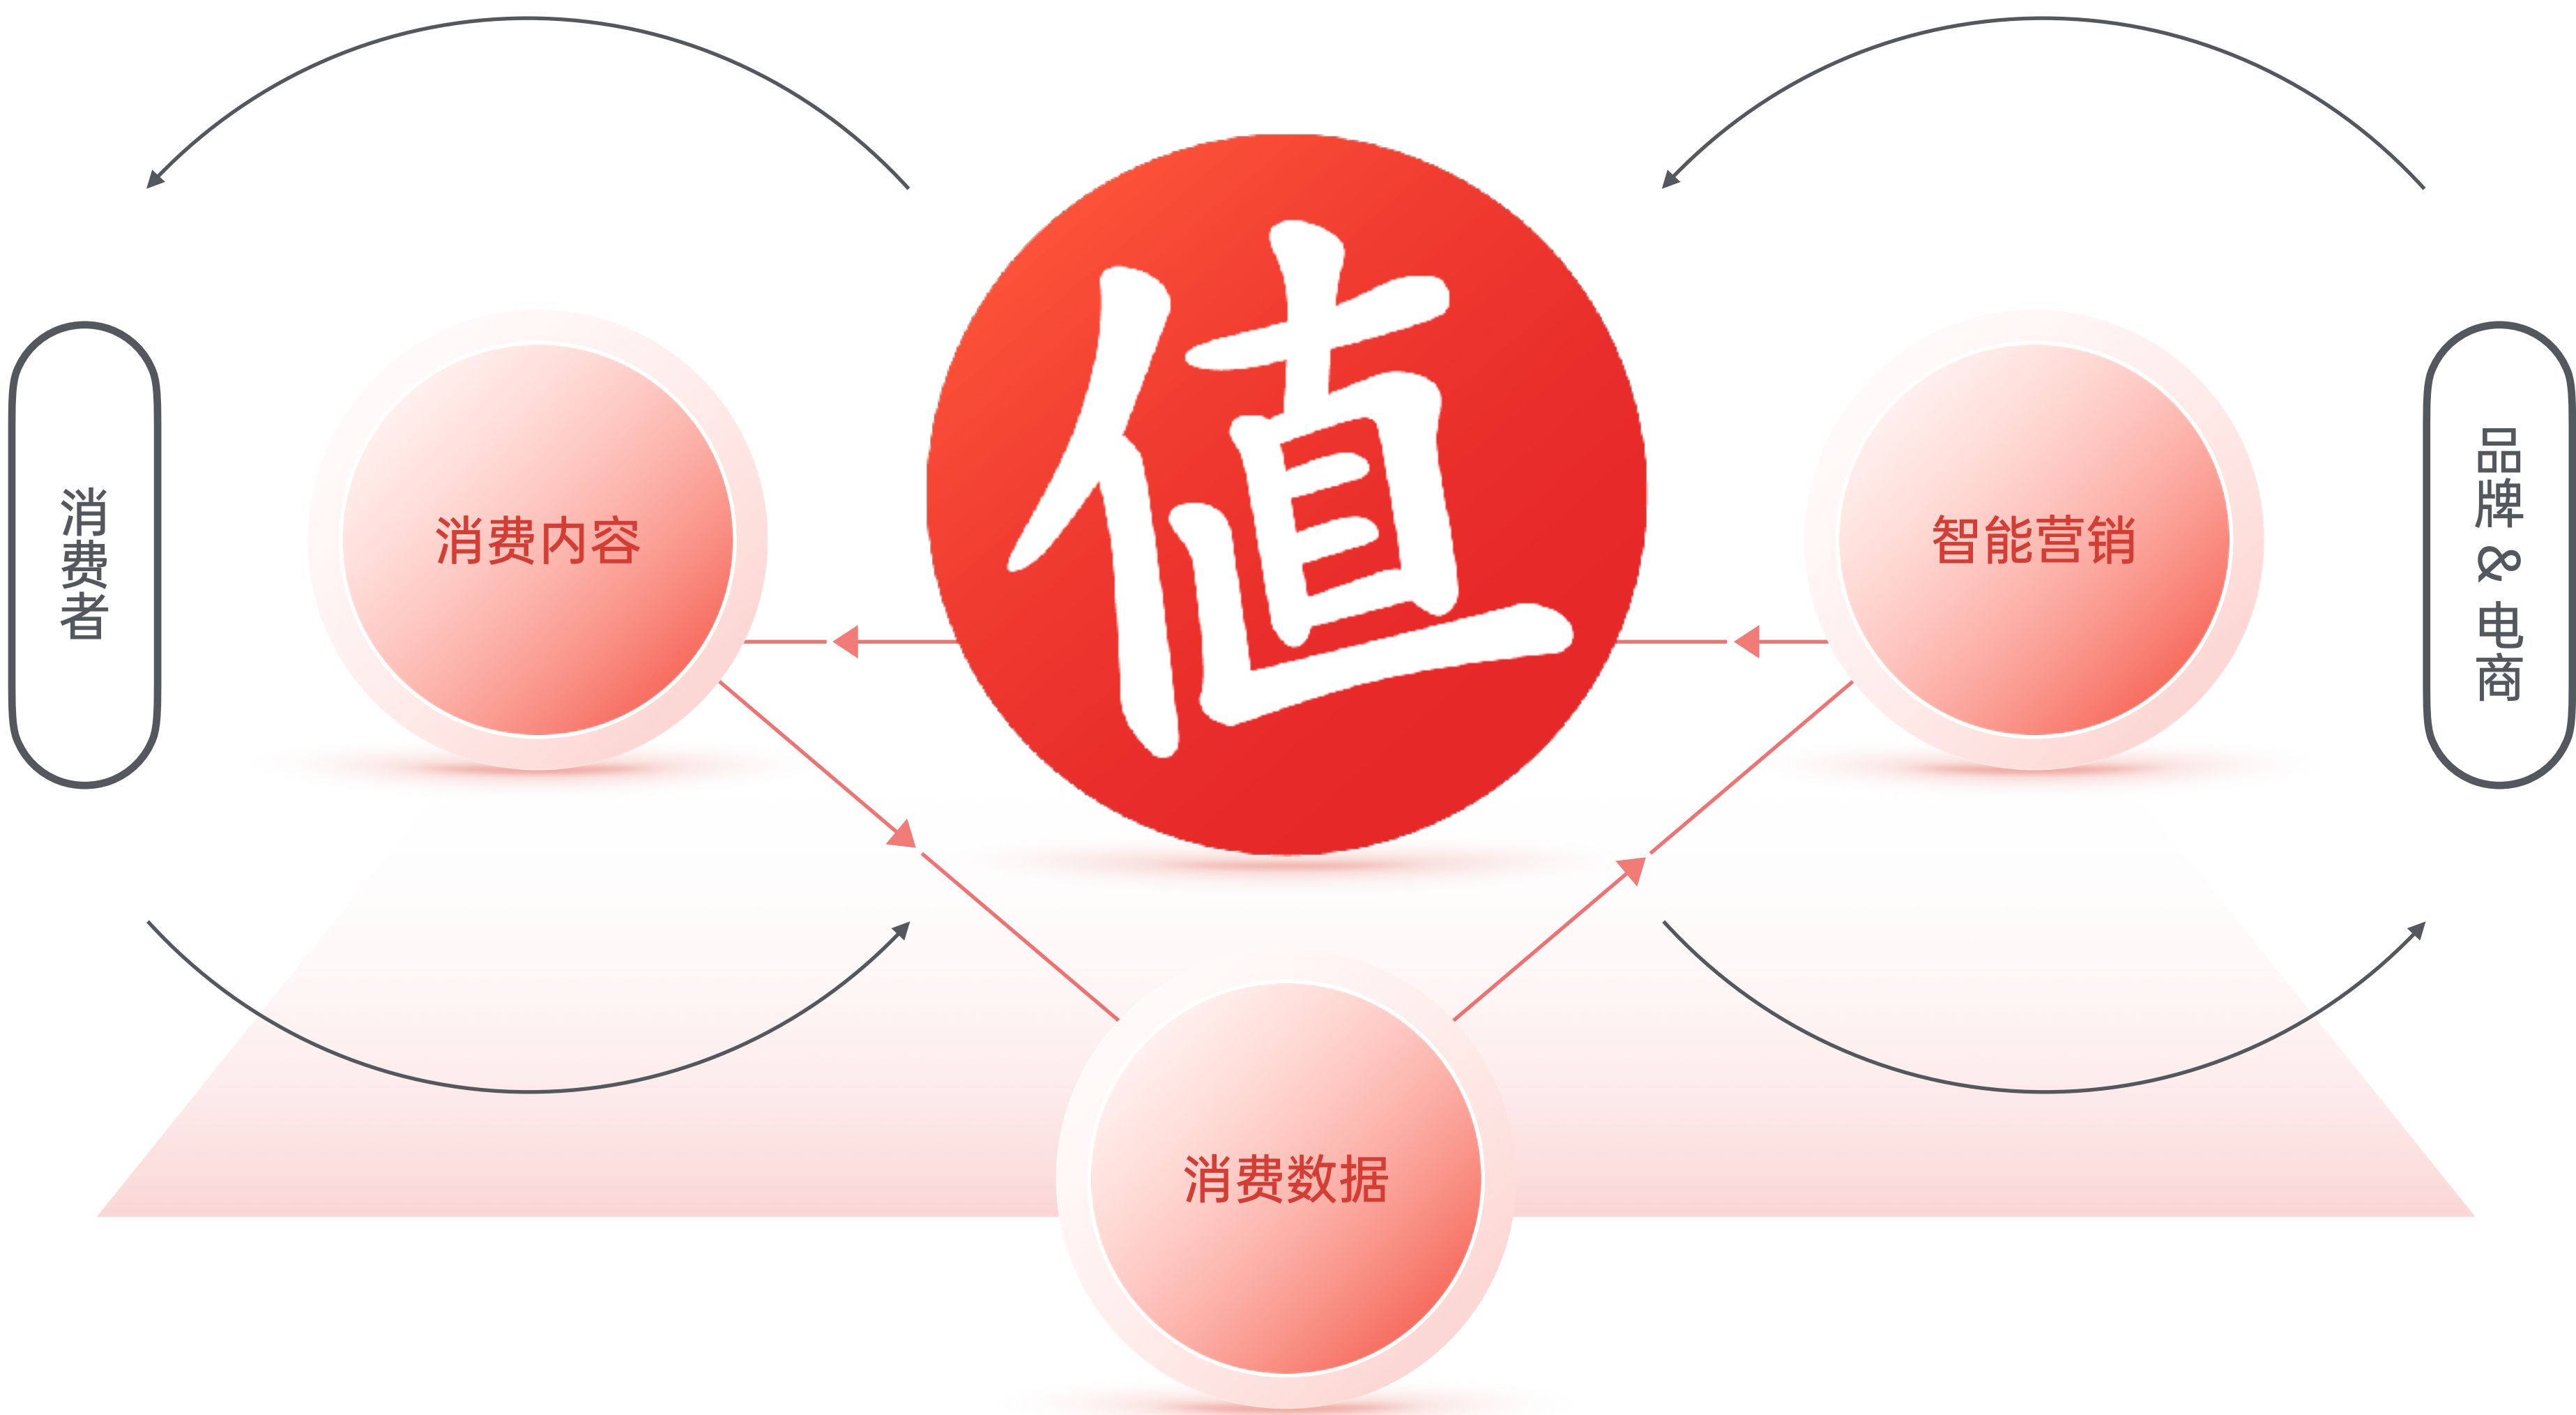 值
消费者
消费内容
智能营销
品牌 & 电商
消费数据